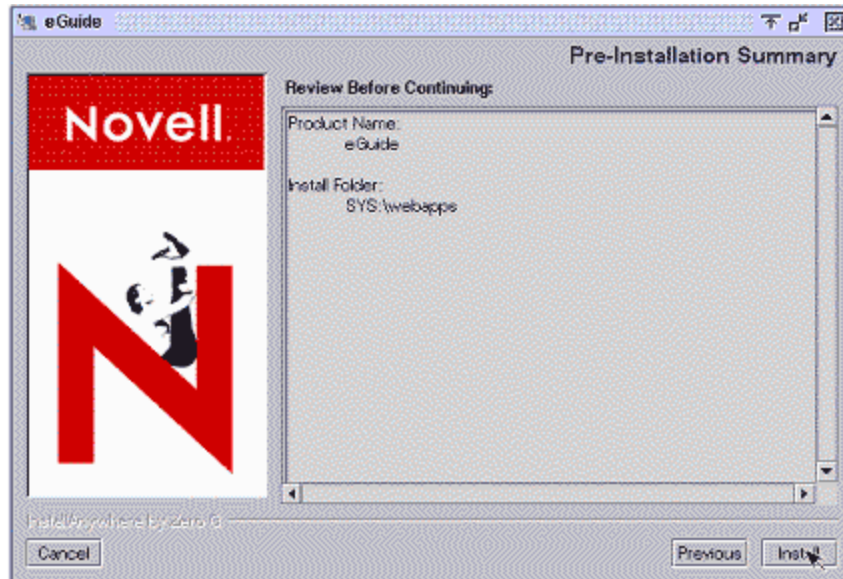 eGuide
Pre-Installation Summary
Novell.
Review Before Continuing:
Product Name:
eGuide
Install Folder:
SYS:\webapps
InstallAnywhere by Zero G
Cancel
Previous
Install